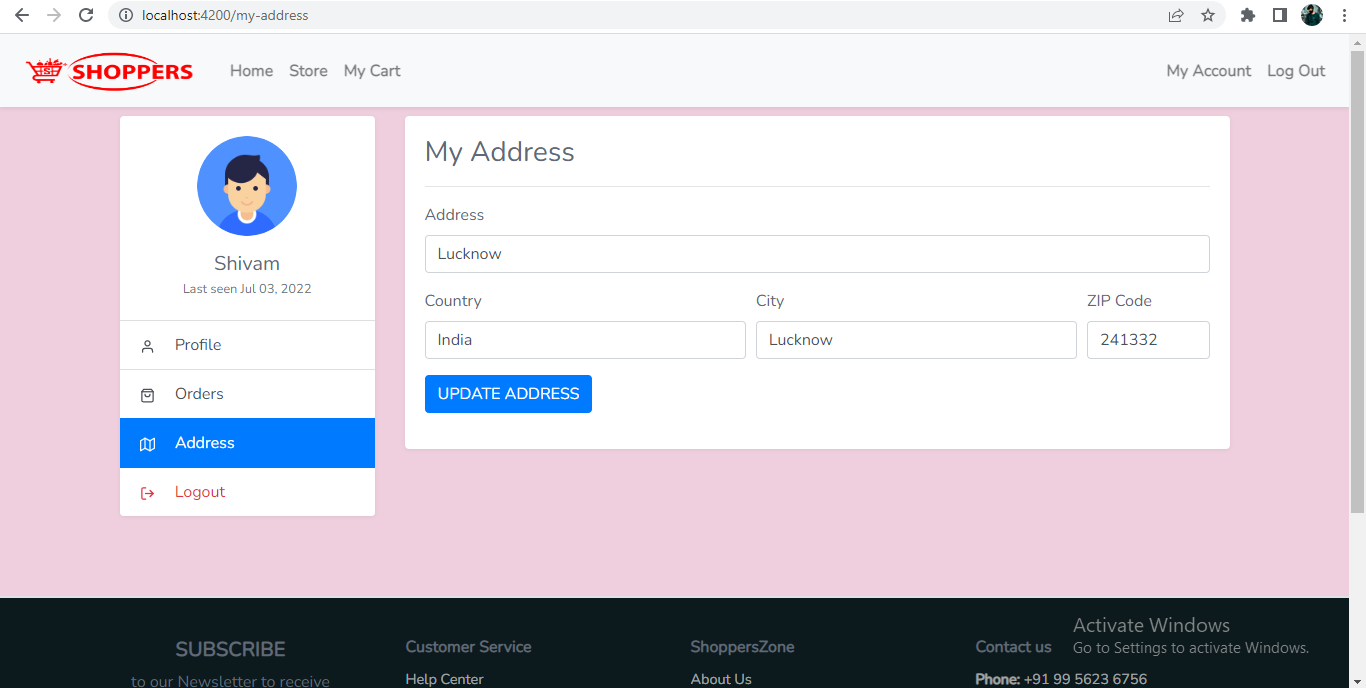 localhost:4200/my-address
SHOPPERS Home Store My Cart My Account Log Out
Shivam
Last seen Jul 03, 2022
Profile
Orders
Address
Logout
My Address
Address
Lucknow
Country City ZIP Code
India Lucknow 241332
UPDATE ADDRESS
SUBSCRIBE
to our Newsletter to receive
Customer Service
Help Center
ShoppersZone
About Us
Contact us
Phone: +91 99 5623 6756
Activate Windows
Go to Settings to activate Windows.